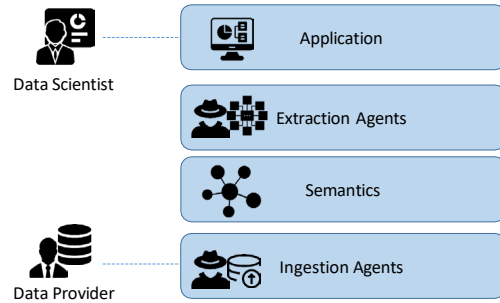 Application
Data Scientist
Extraction Agents
Semantics
Ingestion Agents
Data Provider